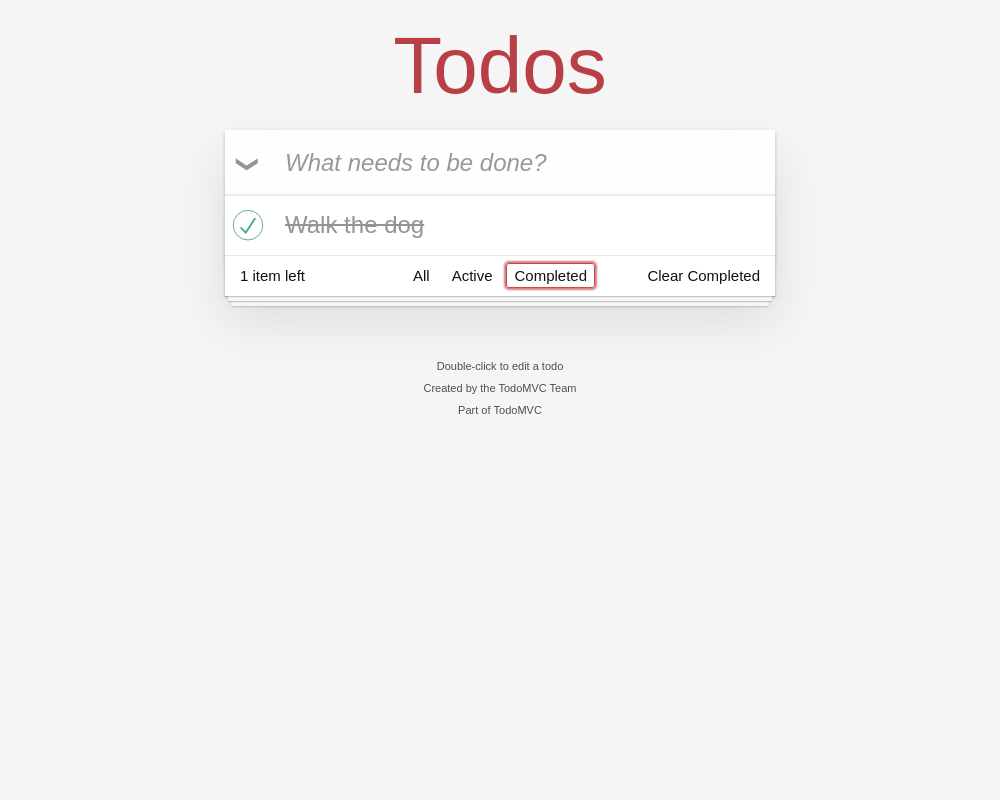 Todos
What needs to be done?
Walk the dog
1 item left All Active Completed Clear Completed
Double-click to edit a todo
Created by the TodoMVC Team
Part of TodoMVC